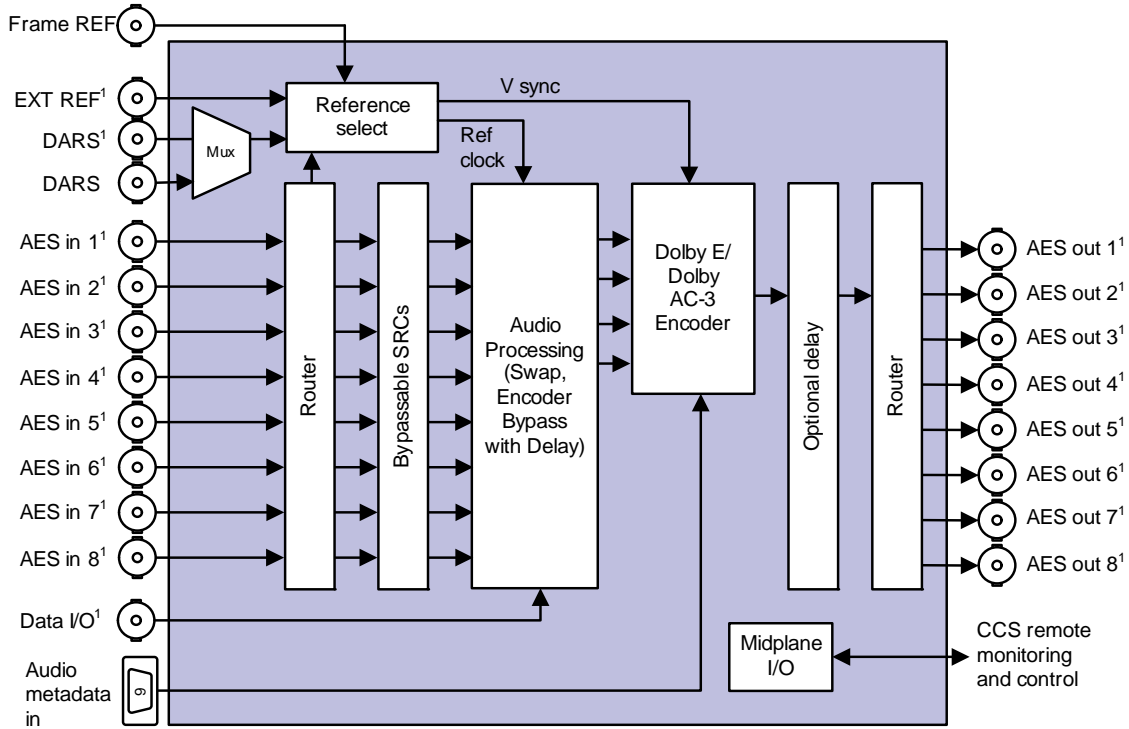 Frame REF
EXT REF¹
DARS¹
DARS
Mux
Reference
select
V sync
Ref
clock
AES in 1¹
AES in 2¹
AES in 3¹
AES in 4¹
AES in 5¹
AES in 6¹
AES in 7¹
AES in 8¹
Data I/O¹
Audio
metadata
in
9
Router
Bypassable SRCs
Audio
Processing
(Swap,
Encoder
Bypass
with Delay)
Dolby E/
Dolby
AC-3
Encoder
Optional delay
Router
AES out 1¹
AES out 2¹
AES out 3¹
AES out 4¹
AES out 5¹
AES out 6¹
AES out 7¹
AES out 8¹
Midplane
I/O
CCS remote
monitoring
and control